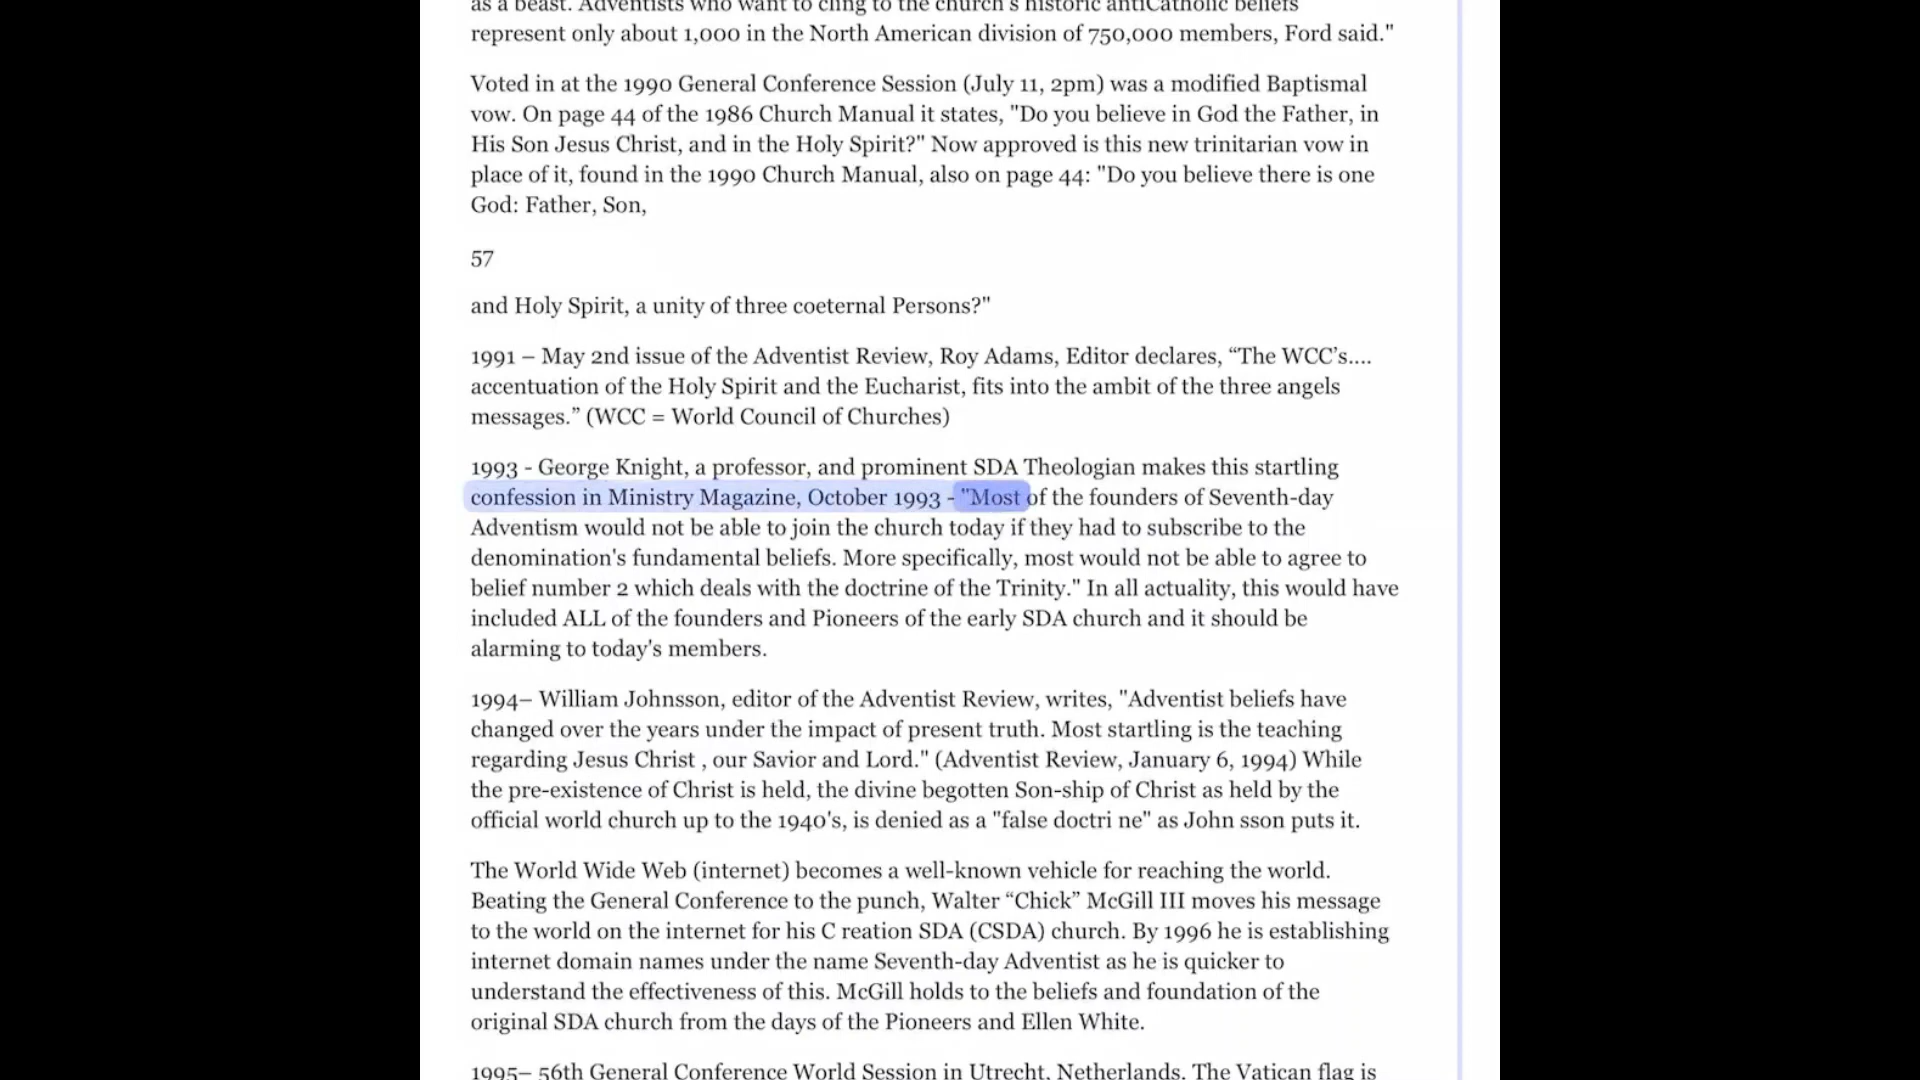 as a beast. Adventists who want to cling to the church's historic antiCatholic beliefs
represent only about 1,000 in the North American division of 750,000 members, Ford said."
Voted in at the 1990 General Conference Session (July 11, 2pm) was a modified Baptismal
vow. On page 44 of the 1986 Church Manual it states, "Do you believe in God the Father, in
His Son Jesus Christ, and in the Holy Spirit?" Now approved is this new trinitarian vow in
place of it, found in the 1990 Church Manual, also on page 44: "Do you believe there is one
God: Father, Son,
57
and Holy Spirit, a unity of three coeternal Persons?"
1991 – May 2nd issue of the Adventist Review, Roy Adams, Editor declares, “The WCC’s....
accentuation of the Holy Spirit and the Eucharist, fits into the ambit of the three angels
messages.” (WCC = World Council of Churches)
1993 - George Knight, a professor, and prominent SDA Theologian makes this startling
confession in Ministry Magazine, October 1993 - "Most of the founders of Seventh-day
Adventism would not be able to join the church today if they had to subscribe to the
denomination's fundamental beliefs. More specifically, most would not be able to agree to
belief number 2 which deals with the doctrine of the Trinity." In all actuality, this would have
included ALL of the founders and Pioneers of the early SDA church and it should be
alarming to today's members.
1994– William Johnsson, editor of the Adventist Review, writes, "Adventist beliefs have
changed over the years under the impact of present truth. Most startling is the teaching
regarding Jesus Christ , our Savior and Lord." (Adventist Review, January 6, 1994) While
the pre-existence of Christ is held, the divine begotten Son-ship of Christ as held by the
official world church up to the 1940's, is denied as a "false doctri ne" as John sson puts it.
The World Wide Web (internet) becomes a well-known vehicle for reaching the world.
Beating the General Conference to the punch, Walter “Chick” McGill III moves his message
to the world on the internet for his C reation SDA (CSDA) church. By 1996 he is establishing
internet domain names under the name Seventh-day Adventist as he is quicker to
understand the effectiveness of this. McGill holds to the beliefs and foundation of the
original SDA church from the days of the Pioneers and Ellen White.
1995– 56th General Conference World Session in Utrecht, Netherlands. The Vatican flag is